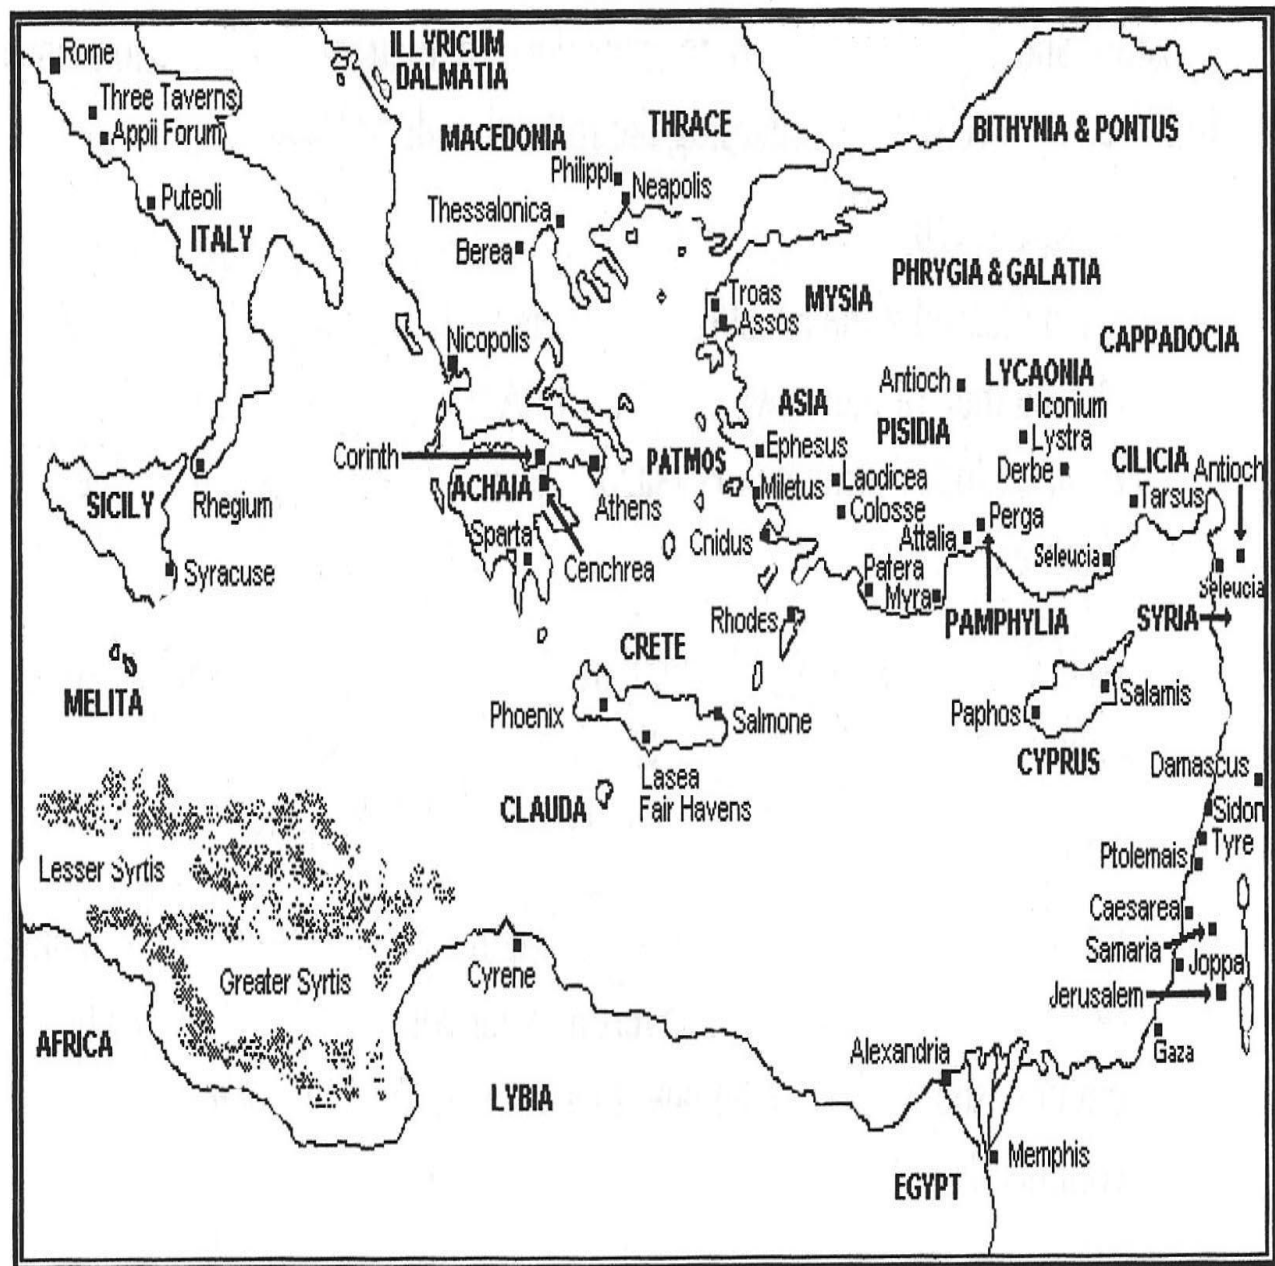 Rome
ILLYRICUM
DALMATIA
Three Taverns
Appii Forum
MACEDONIA
THRACE
BITHYNIA & PONTUS
Philippi
Neapolis
Puteoli
Thessalonica
ITALY
Berea
PHRYGIA & GALATIA
Troas
MYSIA
Assos
Nicopolis
CAPPADOCIA
Antioch
LYCAONIA
ASIA
Iconium
PISIDIA
Lystra
Corinth
Ephesus
PATMOS
Derbe
CILICIA
Antioch
SICILY
Rhegium
ACHAIA
Athens
Miletus
Laodicea
Tarsus
Colosse
Perga
Sparta
Cnidus
Attalia
Seleucia
Syracuse
Cenchrea
Patera
Myra
Seleucia
Rhodes
PAMPHYLIA
SYRIA
CRETE
MELITA
Phoenix
Salmone
Paphos
Salamis
CYPRUS
Lasea
Fair Havens
CLAUDA
Damascus
Sidon
Tyre
Lesser Syrtis
Ptolemais
Caesarea
Samaria
Joppa
Greater Syrtis
Cyrene
Jerusalem
AFRICA
Alexandria
Gaza
LYBIA
Memphis
EGYPT